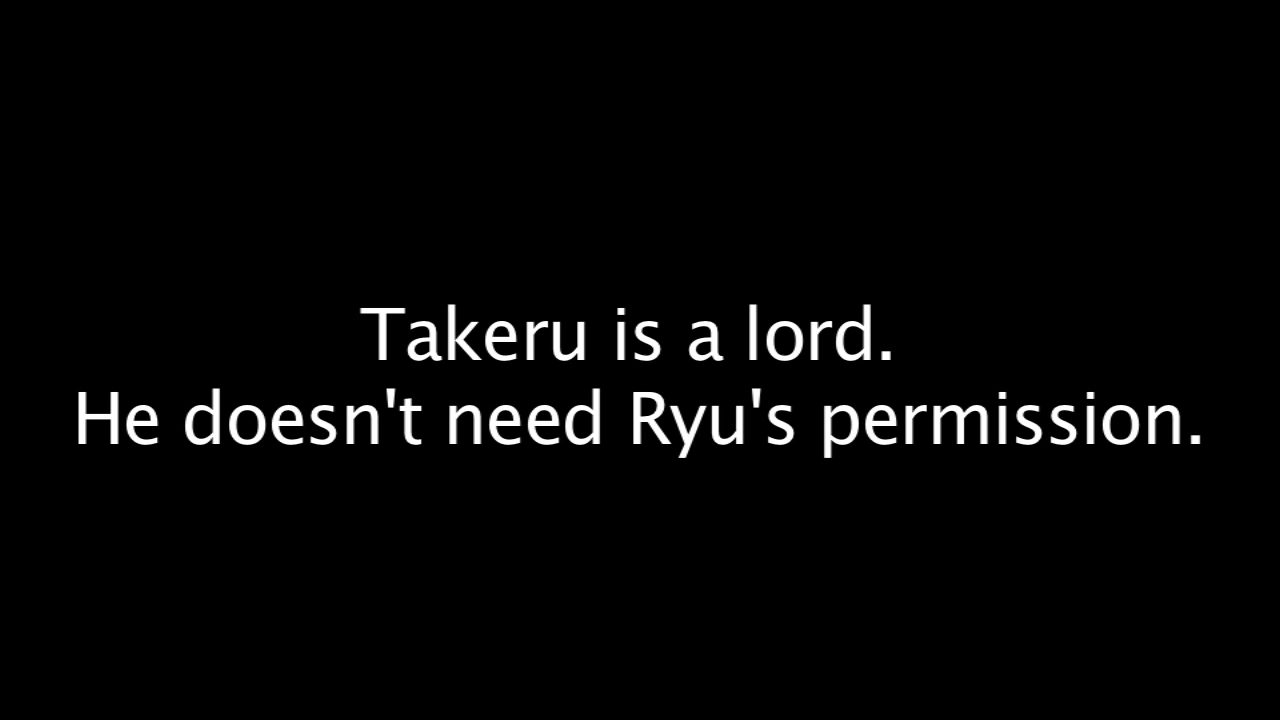 Takeru is a lord.
He doesn't need Ryu's permission.